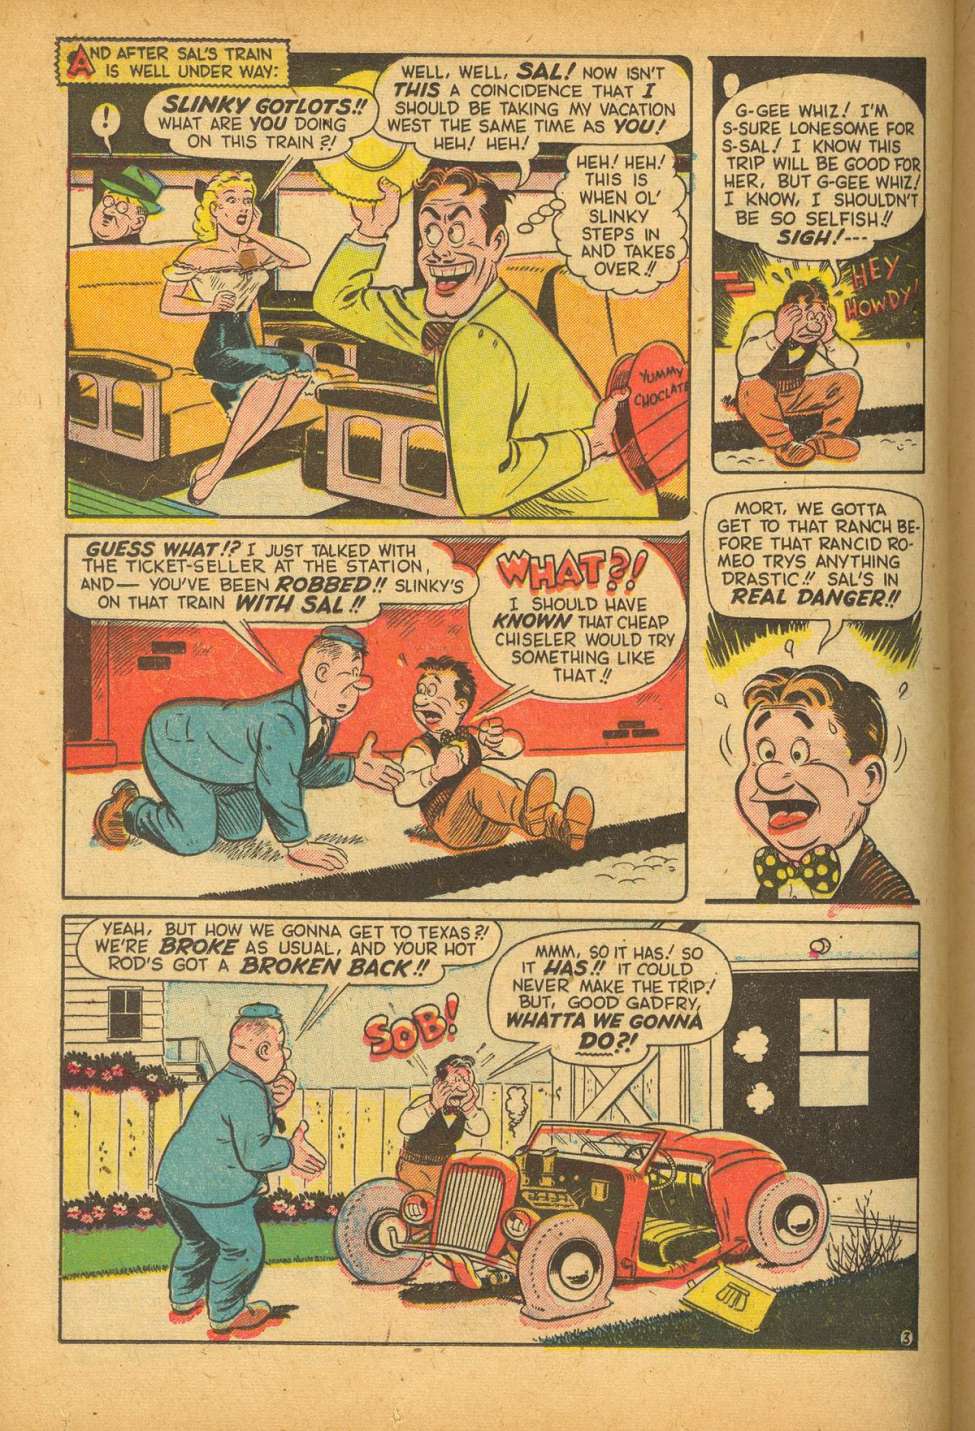 AND AFTER SAL'S TRAIN
IS WELL UNDER WAY:
!
SLINKY GOTLOTS!!
WHAT ARE YOU DOING
ON THIS TRAIN?!
WELL, WELL, SAL! NOW ISN'T
THIS A COINCIDENCE THAT I
SHOULD BE TAKING MY VACATION
WEST THE SAME TIME AS YOU!
HEH! HEH!
HEH! HEH!
THIS IS
WHEN OL'
SLINKY
STEPS IN
AND TAKES
OVER!!
YUMMY
CHOCLATE
G-GEE WHIZ! I'M
S-SURE LONESOME FOR
S-SAL! I KNOW THIS
TRIP WILL BE GOOD FOR
HER, BUT G-GEE WHIZ!
I KNOW, I SHOULDN'T
BE SO SELFISH!!
SIGH!---
HEY
HOWDY!
GUESS WHAT!? I JUST TALKED WITH
THE TICKET-SELLER AT THE STATION,
AND— YOU'VE BEEN ROBBED!! SLINKY'S
ON THAT TRAIN WITH SAL!!
WHAT?!
I SHOULD HAVE
KNOWN THAT CHEAP
CHISELER WOULD TRY
SOMETHING LIKE
THAT!!
MORT, WE GOTTA
GET TO THAT RANCH BE-
FORE THAT RANCID RO-
MEO TRYS ANYTHING
DRASTIC!! SAL'S IN
REAL DANGER!!
YEAH, BUT HOW WE GONNA GET TO TEXAS?!
WE'RE BROKE AS USUAL, AND YOUR HOT
ROD'S GOT A BROKEN BACK!!
SOB!
MMM, SO IT HAS! SO
IT HAS!! IT COULD
NEVER MAKE THE TRIP!
BUT, GOOD GADFRY,
WHATTA WE GONNA
DO?!
3